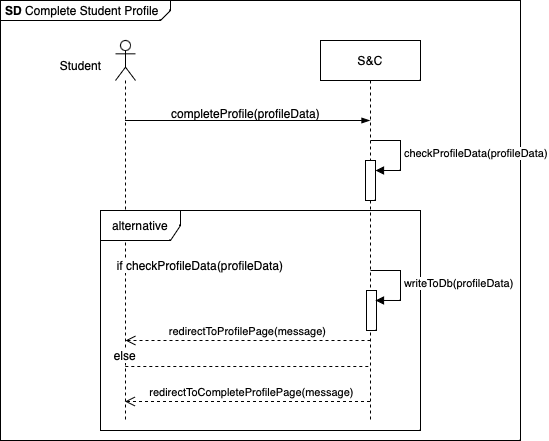 SD Complete Student Profile
Student
S&C
completeProfile(profileData)
checkProfileData(profileData)
alternative
if checkProfileData(profileData)
writeToDb(profileData)
redirectToProfilePage(message)
else
redirectToCompleteProfilePage(message)